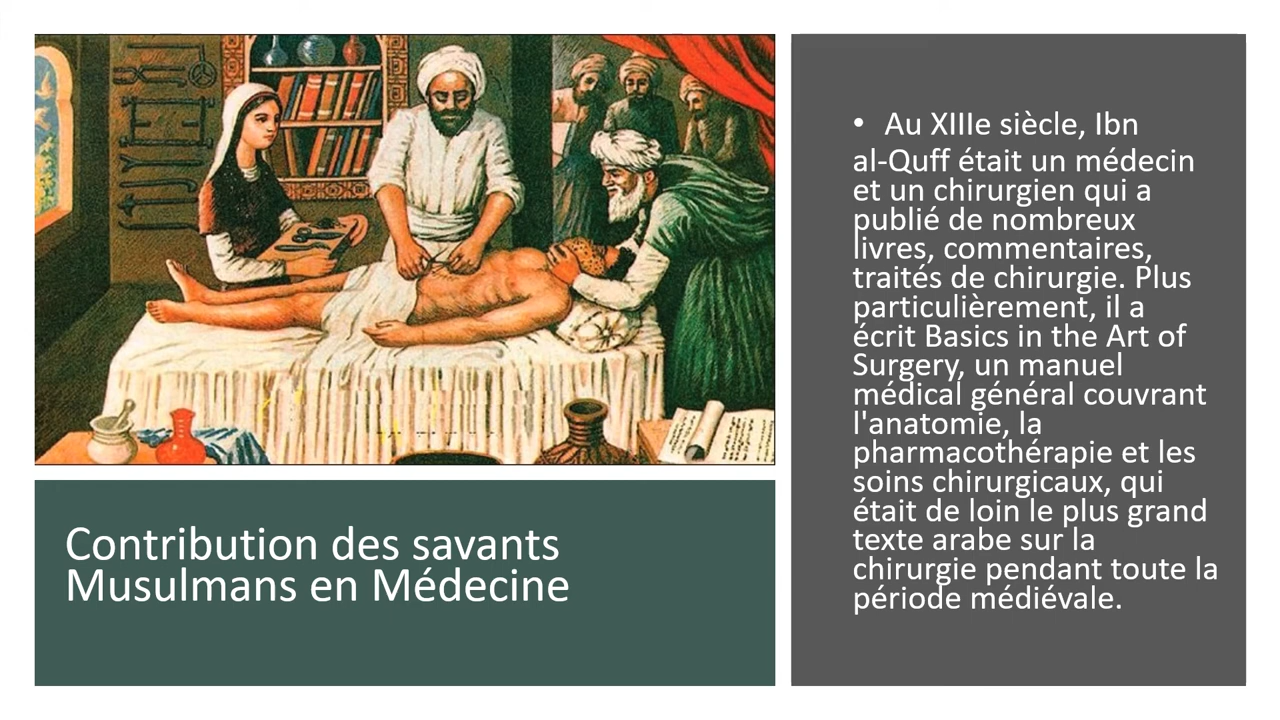 Contribution des savants
Musulmans en Médecine
• Au XIIIe siècle, Ibn
al-Quff était un médecin
et un chirurgien qui a
publié de nombreux
livres, commentaires,
traités de chirurgie. Plus
particulièrement, il a
écrit Basics in the Art of
Surgery, un manuel
médical général couvrant
l'anatomie, la
pharmacothérapie et les
soins chirurgicaux, qui
était de loin le plus grand
texte arabe sur la
chirurgie pendant toute la
période médiévale.